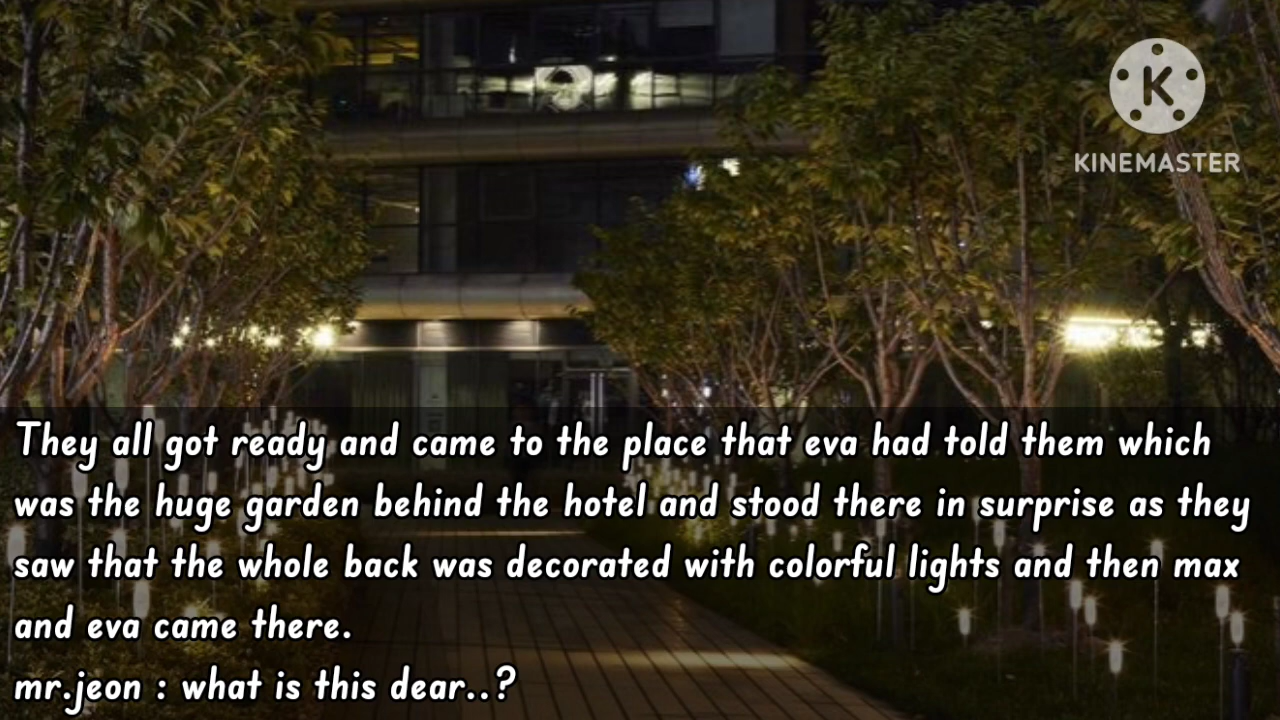 K
KINEMASTER
They all got ready and came to the place that eva had told them which
was the huge garden behind the hotel and stood there in surprise as they
saw that the whole back was decorated with colorful lights and then max
and eva came there.
mr.jeon : what is this dear..?